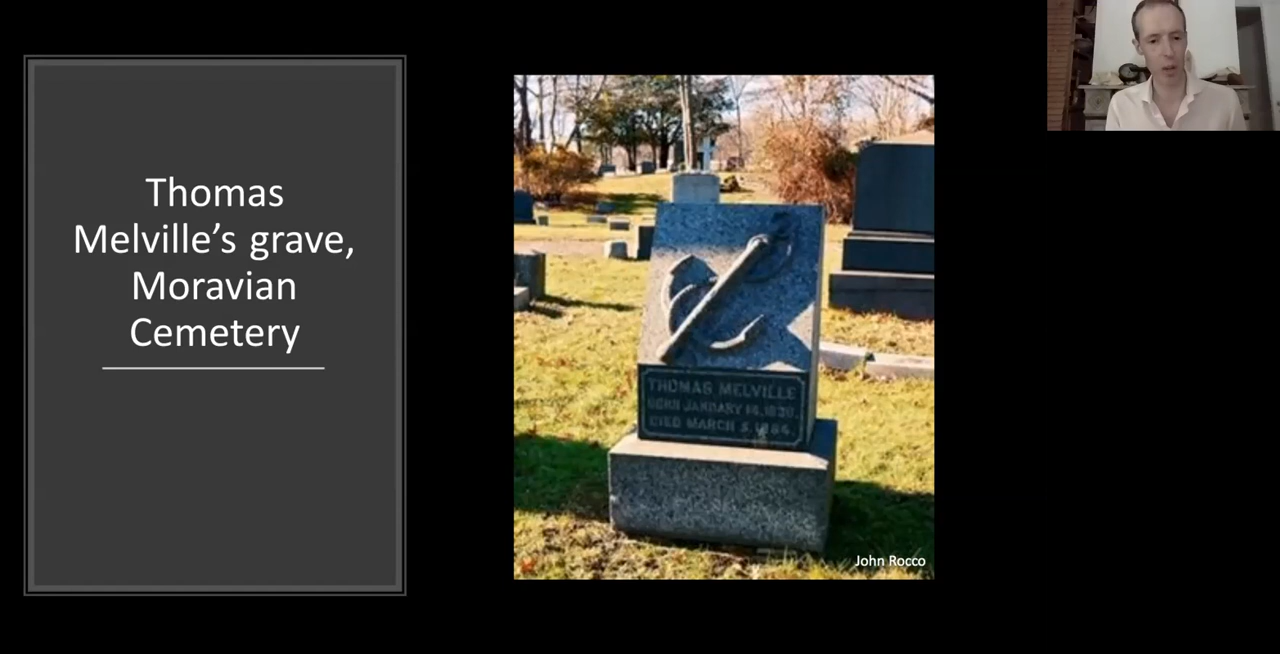 Thomas
Melville’s grave,
Moravian
Cemetery
THOMAS MELVILLE
BORN JANUARY 14, 1830.
DIED MARCH 5, 1884.
John Rocco